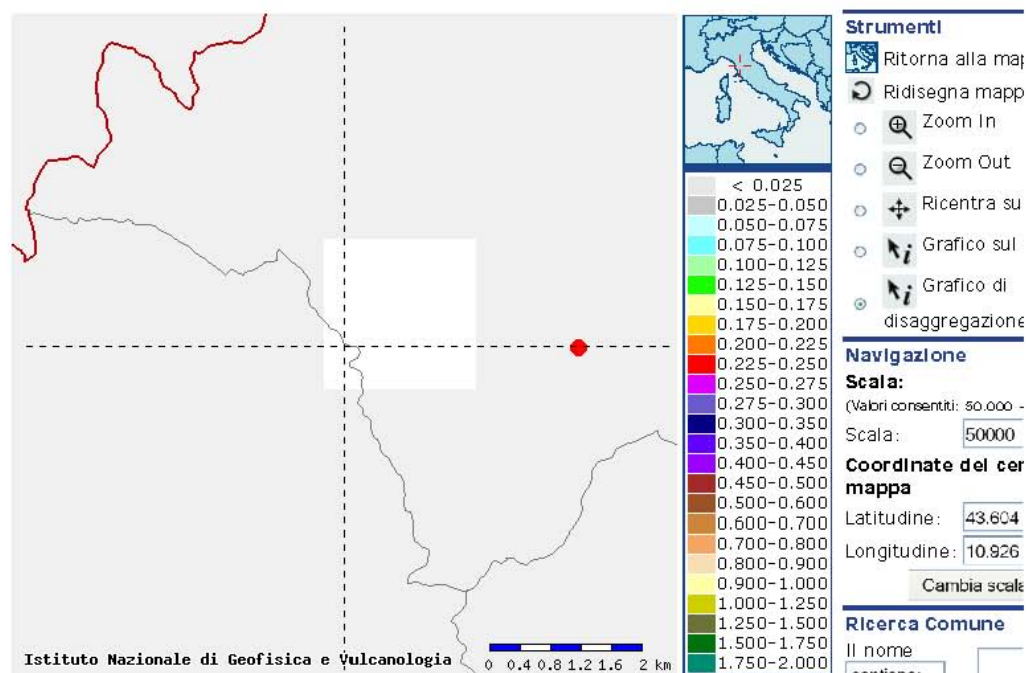 Istituto Nazionale di Geofisica e Vulcanologia
0 0.4 0.8 1.2 1.6 2 km
< 0.025
0.025-0.050
0.050-0.075
0.075-0.100
0.100-0.125
0.125-0.150
0.150-0.175
0.175-0.200
0.200-0.225
0.225-0.250
0.250-0.275
0.275-0.300
0.300-0.350
0.350-0.400
0.400-0.450
0.450-0.500
0.500-0.600
0.600-0.700
0.700-0.800
0.800-0.900
0.900-1.000
1.000-1.250
1.250-1.500
1.500-1.750
1.750-2.000
Strumenti
Ritorna alla map
Ridisegna mapp
Zoom In
Zoom Out
Ricentra su
Grafico sul
Grafico di
disaggregazione
Navigazione
Scala:
(Valori consentiti: 50.000 -
Scala: 50000
Coordinate del cen
mappa
Latitudine: 43.604
Longitudine: 10.926
Cambia scala
Ricerca Comune
Il nome